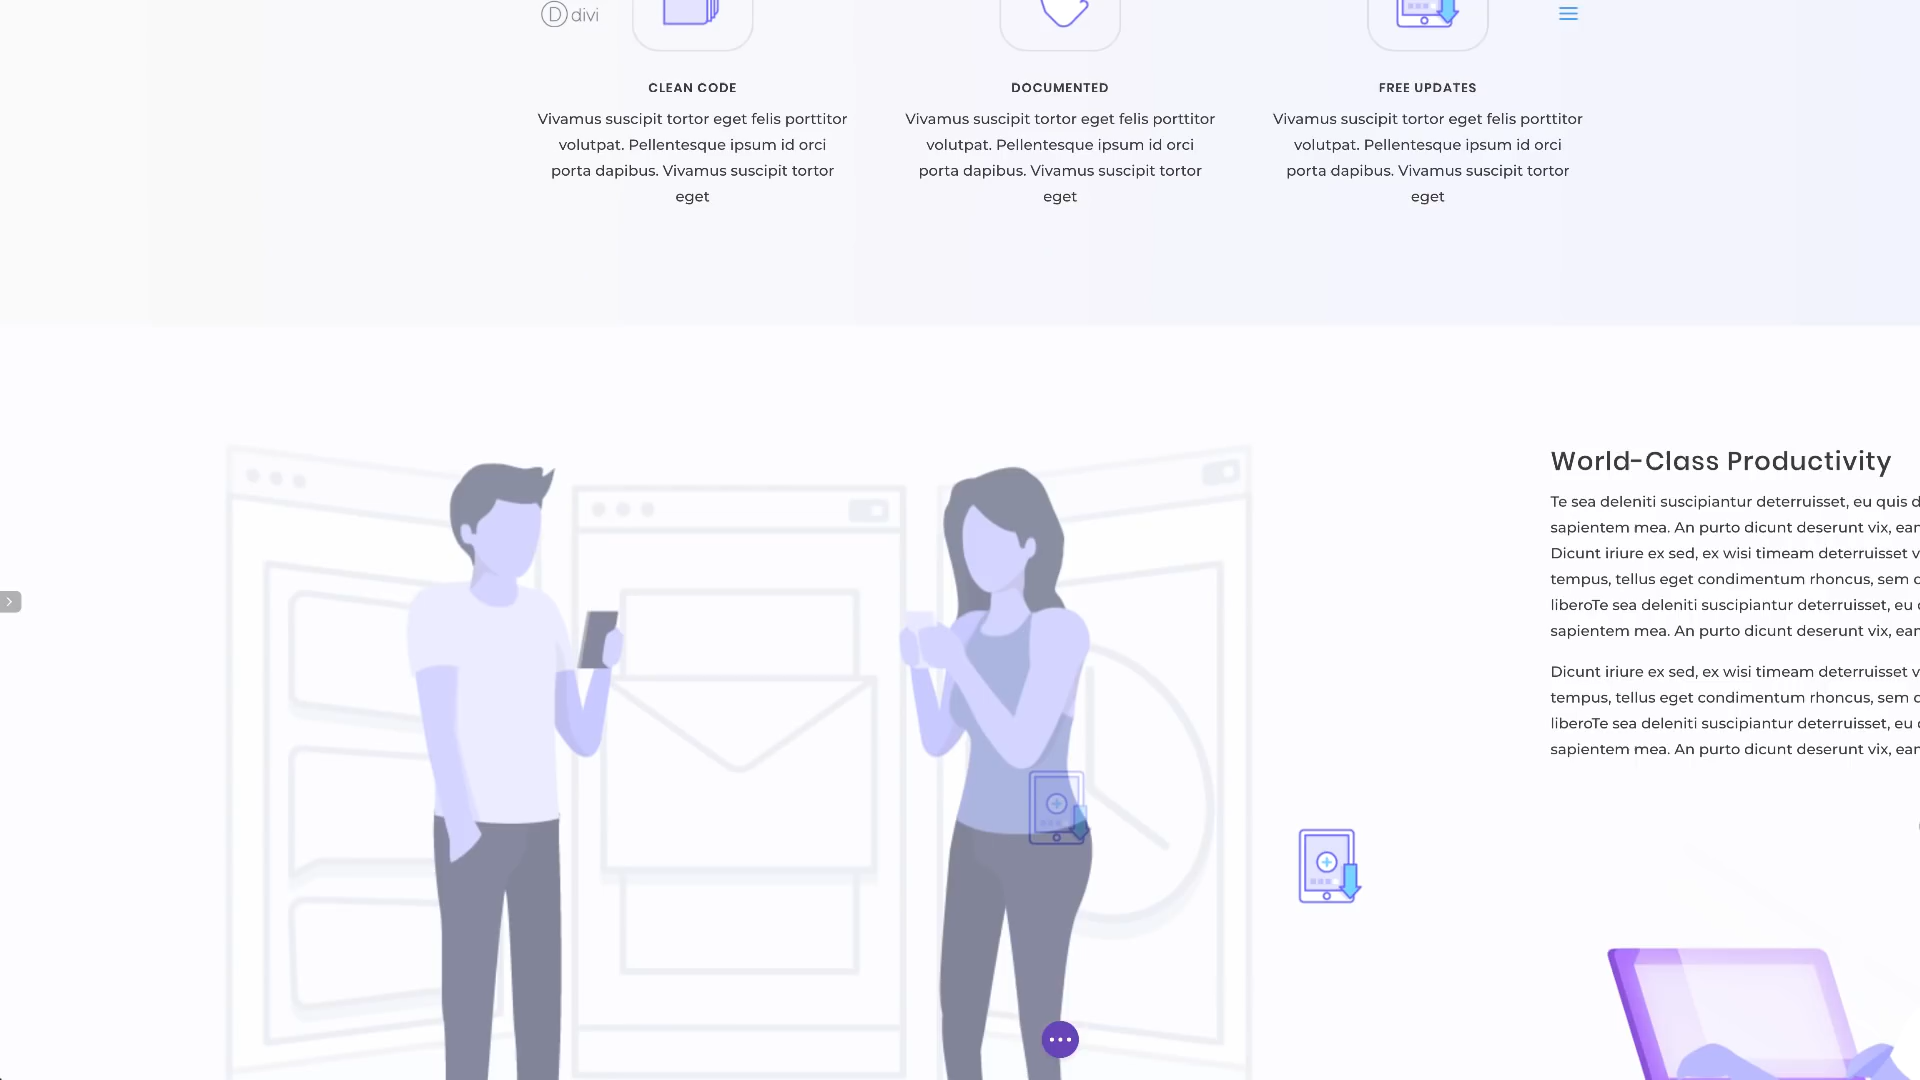 divi
CLEAN CODE
Vivamus suscipit tortor eget felis porttitor
volutpat. Pellentesque ipsum id orci
porta dapibus. Vivamus suscipit tortor
eget
DOCUMENTED
Vivamus suscipit tortor eget felis porttitor
volutpat. Pellentesque ipsum id orci
porta dapibus. Vivamus suscipit tortor
eget
FREE UPDATES
Vivamus suscipit tortor eget felis porttitor
volutpat. Pellentesque ipsum id orci
porta dapibus. Vivamus suscipit tortor
eget
World-Class Productivity
Te sea deleniti suscipiantur deterruisset, eu quis
sapientem mea. An purto dicunt deserunt vix,
Dicunt iriure ex sed, ex wisi timeam deterruisset
tempus, tellus eget condimentum rhoncus, sem
liberoTe sea deleniti suscipiantur deterruisset, eu
sapientem mea. An purto dicunt deserunt vix,
Dicunt iriure ex sed, ex wisi timeam deterruisset
tempus, tellus eget condimentum rhoncus, sem
liberoTe sea deleniti suscipiantur deterruisset, eu
sapientem mea. An purto dicunt deserunt vix,